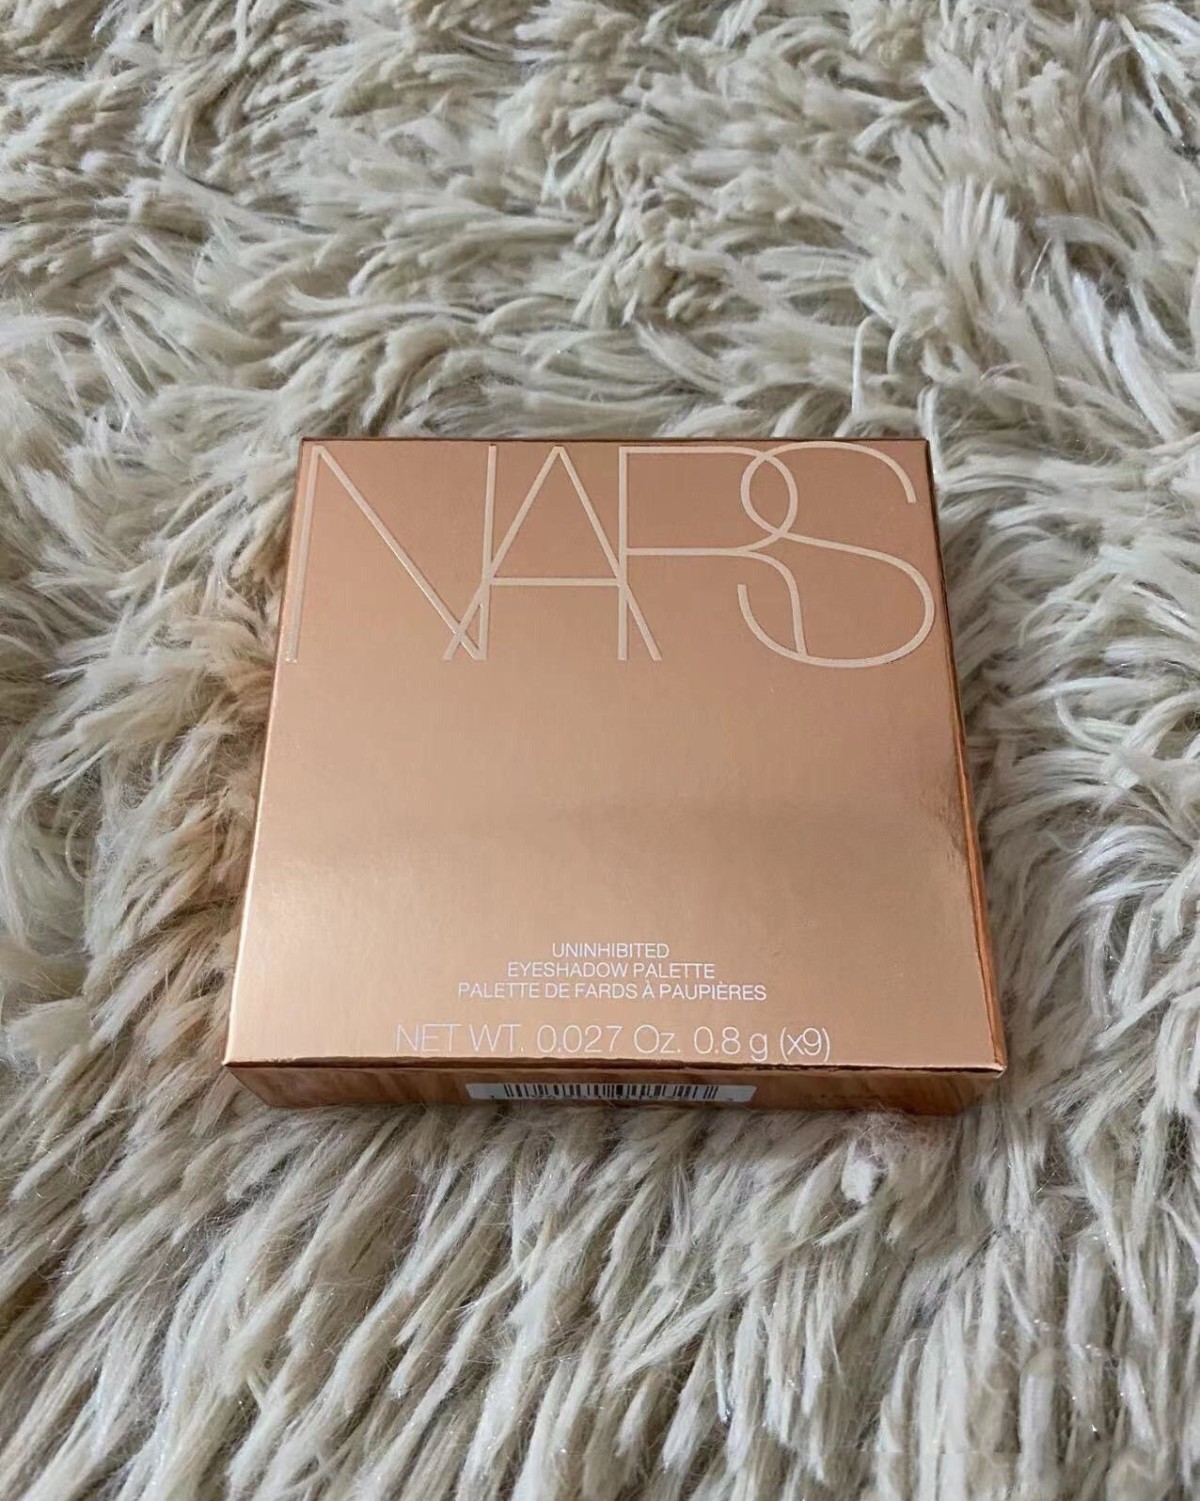 NARS
UNINHIBITED
EYESHADOW PALETTE
PALETTE DE FARDS À PAUPIÈRES
NET WT. 0.027 Oz. 0.8 g (x9)